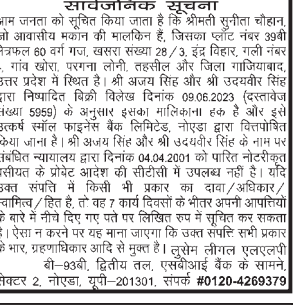 सार्वजनिक सूचना
आम जनता को सूचित किया जाता है कि श्रीमती सुनीता चौहान,
जो आवासीय मकान की मालकिन हैं, जिसका प्लॉट नंबर 39बी
क्षेत्रफल 60 वर्ग गज, खसरा संख्या 28/3, इंद्र विहार, गली नंबर
, गांव खोरा, परगना लोनी, तहसील और जिला गाजियाबाद,
उत्तर प्रदेश में स्थित है। श्री अजय सिंह और श्री उदयवीर सिंह
द्वारा निष्पादित बिक्री विलेख दिनांक 09.06.2023 (दस्तावेज
संख्या 5959) के अनुसार इसका मालिकाना हक है और इसे
उत्कर्ष स्मॉल फाइनेंस बैंक लिमिटेड, नोएडा द्वारा वित्तपोषित
किया जाना है। श्री अजय सिंह और श्री उदयवीर सिंह के नाम पर
संबंधित न्यायालय द्वारा दिनांक 04.04.2001 को पारित नोटरीकृत
वसीयत के प्रोबेट आदेश की सीटीसी में उपलब्ध नही है। यदि
उक्त संपत्ति में किसी भी प्रकार का दावा/अधिकार/
स्वामित्व/हित है, तो वह 7 कार्य दिवसों के भीतर अपनी आपत्तियों
के बारे में नीचे दिए गए पते पर लिखित रुप में सूचित कर सकता
है। ऐसा न करने पर यह माना जाएगा कि उक्त संपत्ति सभी प्रकार
के भार, ग्रहणाधिकार आदि से मुक्त है। लुसेम लीगल एलएलपी
बी–93बी, द्वितीय तल, एसबीआई बैंक के सामने,
सेक्टर 2, नोएडा, यूपी–201301, संपर्क #0120-4269379